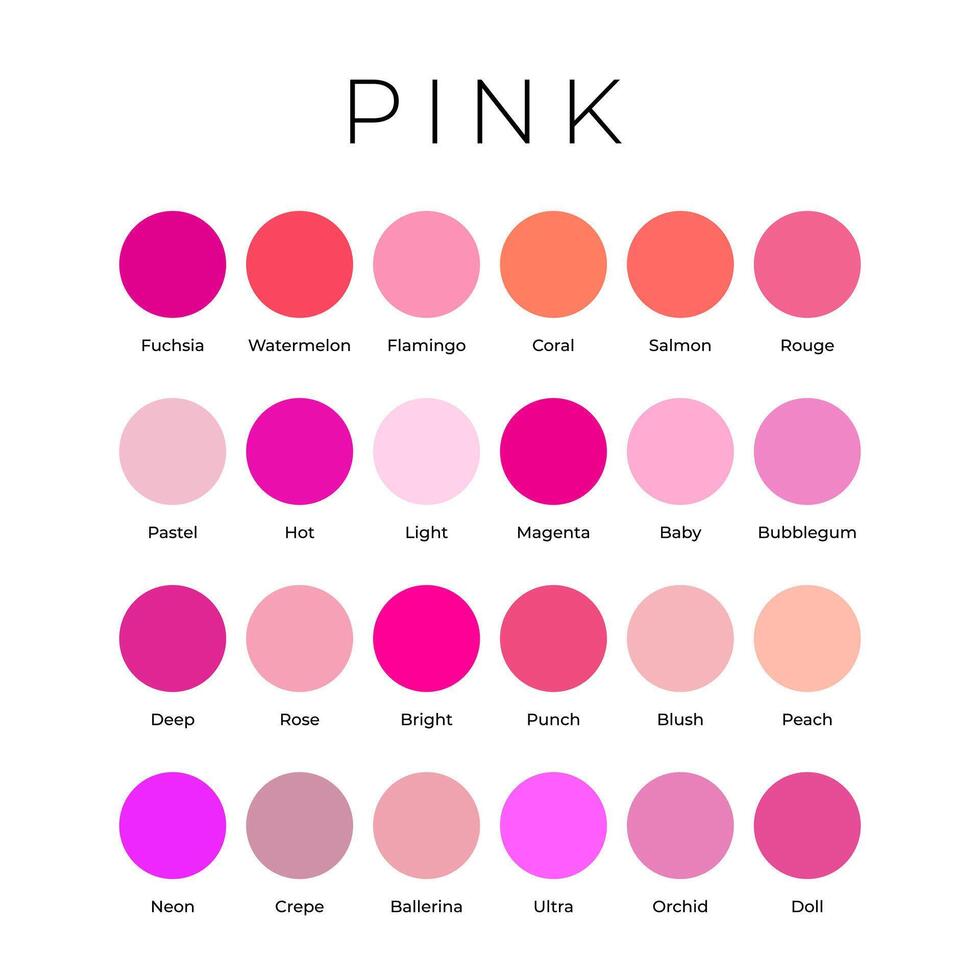 PINK
Fuchsia Watermelon Flamingo Coral Salmon Rouge
Pastel Hot Light Magenta Baby Bubblegum
Deep Rose Bright Punch Blush Peach
Neon Crepe Ballerina Ultra Orchid Doll